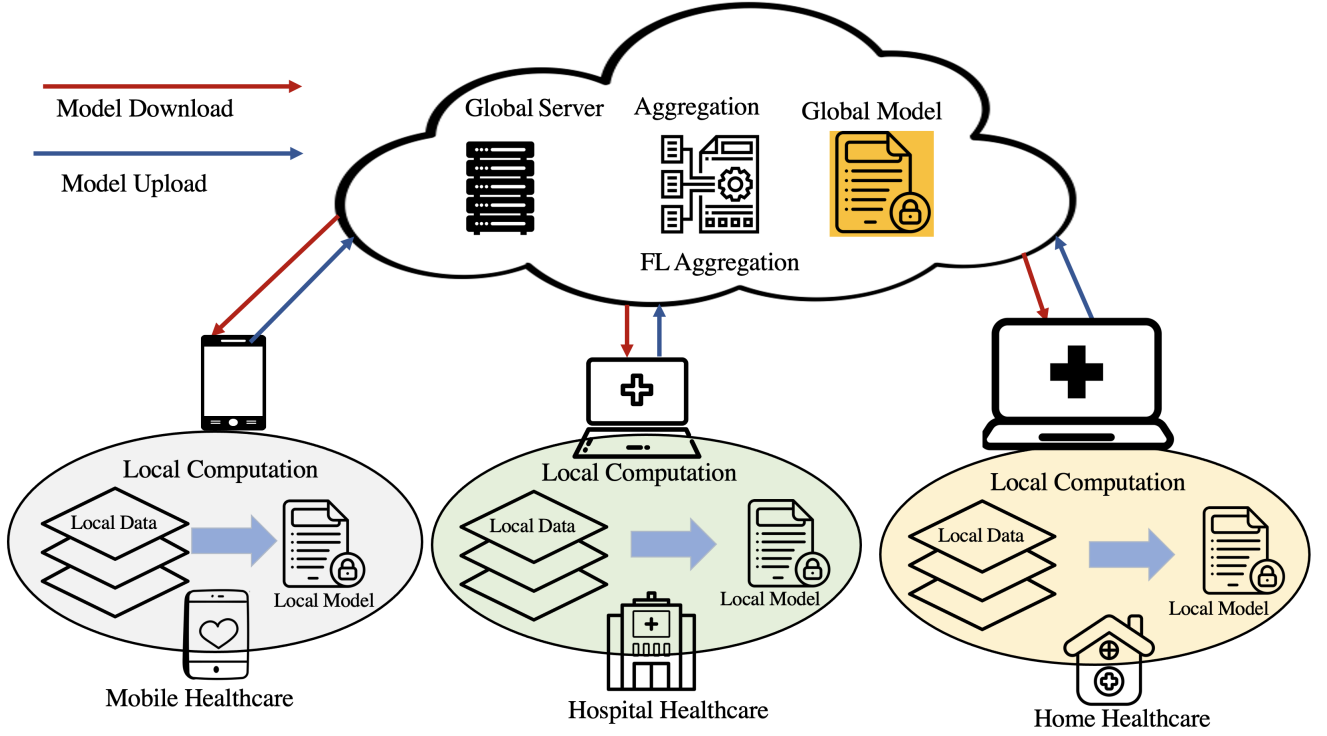 Model Download
Model Upload
Global Server
Aggregation
Global Model
FL Aggregation
Local Computation
Local Data
Local Model
Mobile Healthcare
Local Computation
Local Data
Local Model
Hospital Healthcare
Local Computation
Local Data
Local Model
Home Healthcare